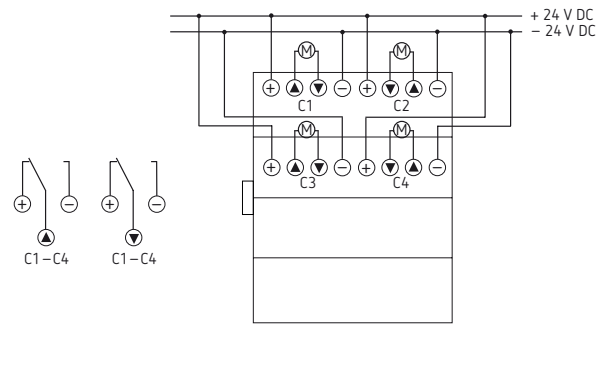 + 24 V DC
− 24 V DC
M M
+ ▲ ▼ − + ▼ ▲ −
C1 C2
M M
+ ▲ ▼ − + ▼ ▲ −
C3 C4
+ − + −
▲ ▼
C1−C4 C1−C4